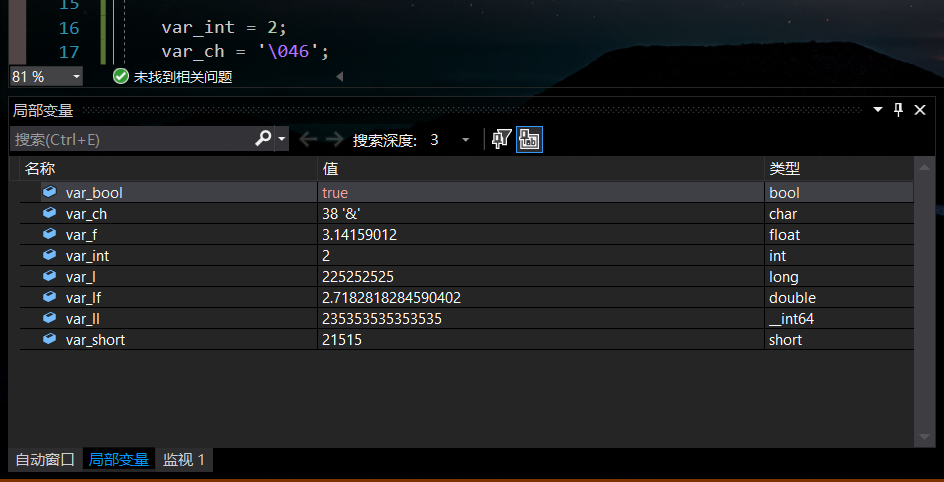 15
16 var_int = 2;
17 var_ch = '\046';
81 % 未找到相关问题
局部变量
搜索(Ctrl+E) 搜索深度: 3
名称 值 类型
var_bool true bool
var_ch 38 '&' char
var_f 3.14159012 float
var_int 2 int
var_l 225252525 long
var_lf 2.7182818284590402 double
var_ll 235353535353535 __int64
var_short 21515 short
自动窗口 局部变量 监视 1